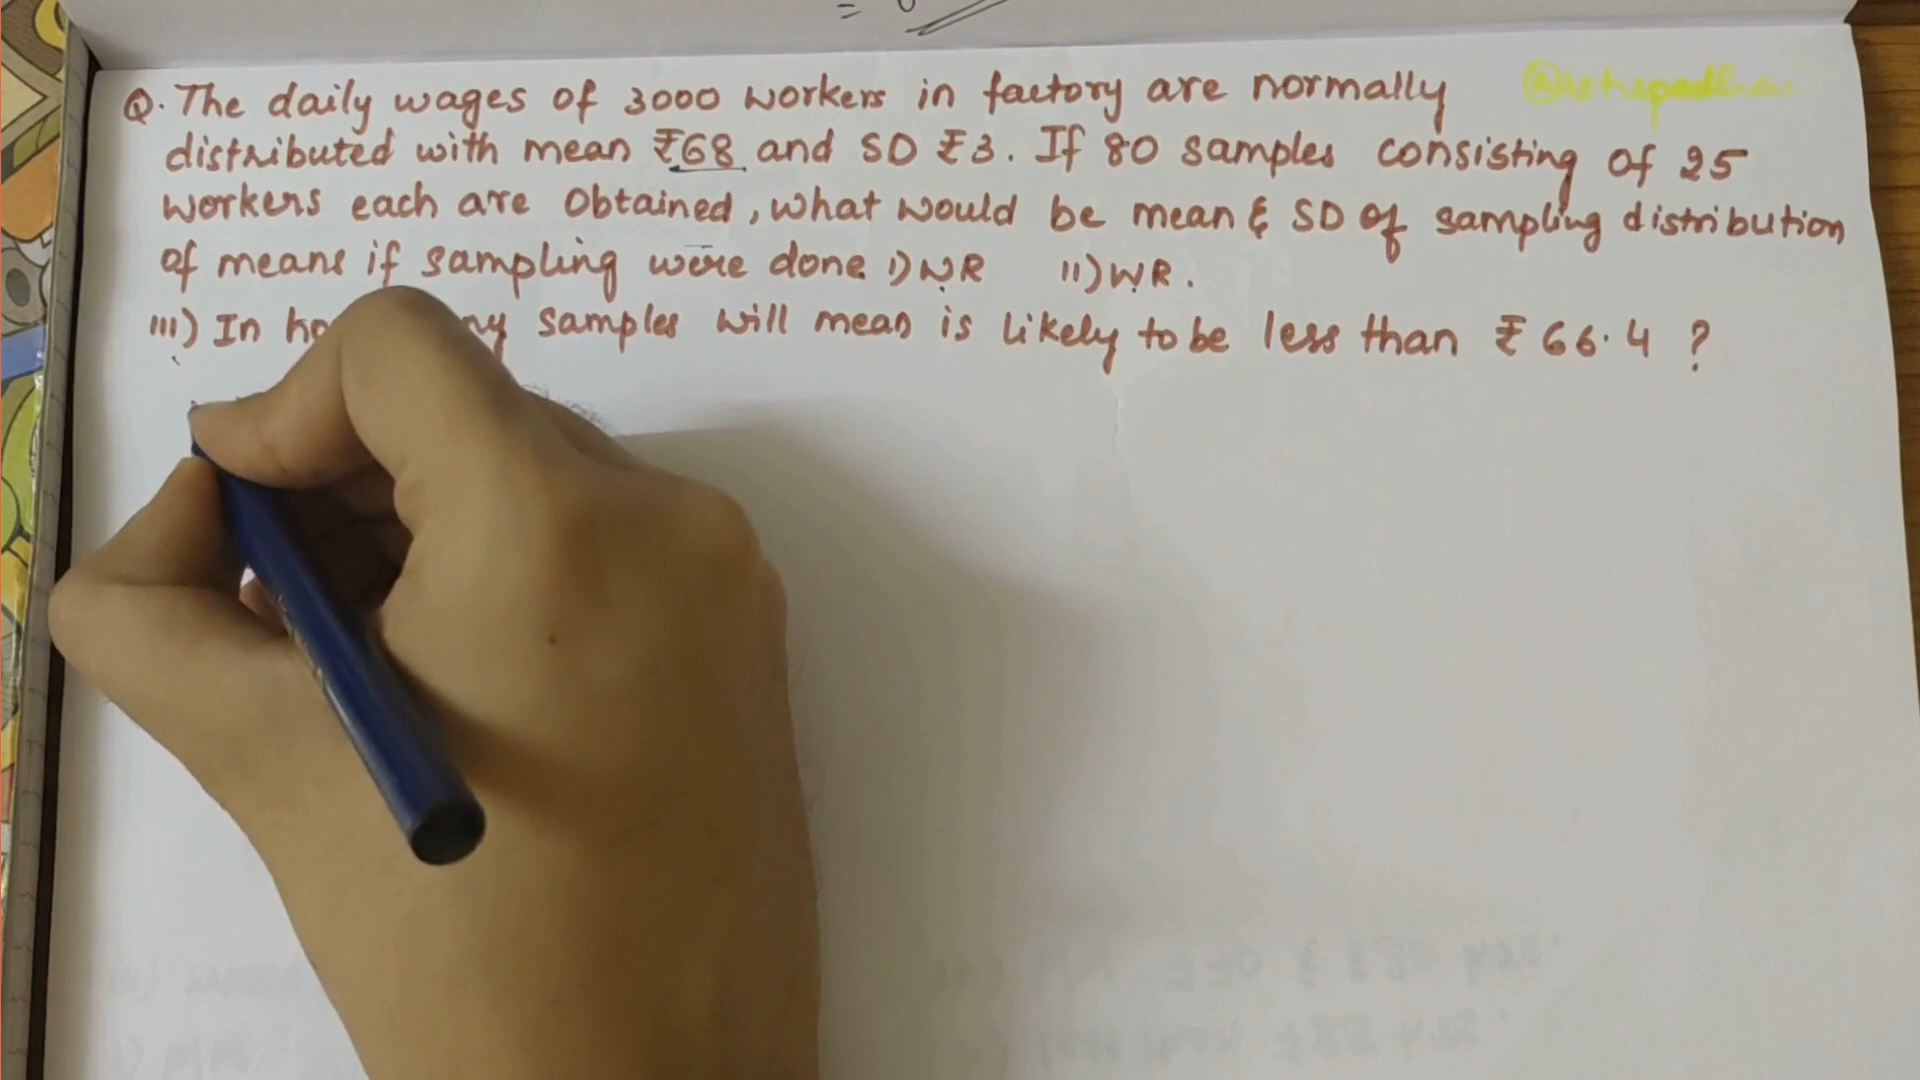 Q. The daily wages of 3000 workers in factory are normally
distributed with mean ₹68 and SD ₹3. If 80 samples consisting of 25
workers each are Obtained, what would be mean & SD of sampling distribution
of means if sampling were done i) NR ii) WR.
iii) In samples will mean is likely to be less than ₹ 66.4 ?